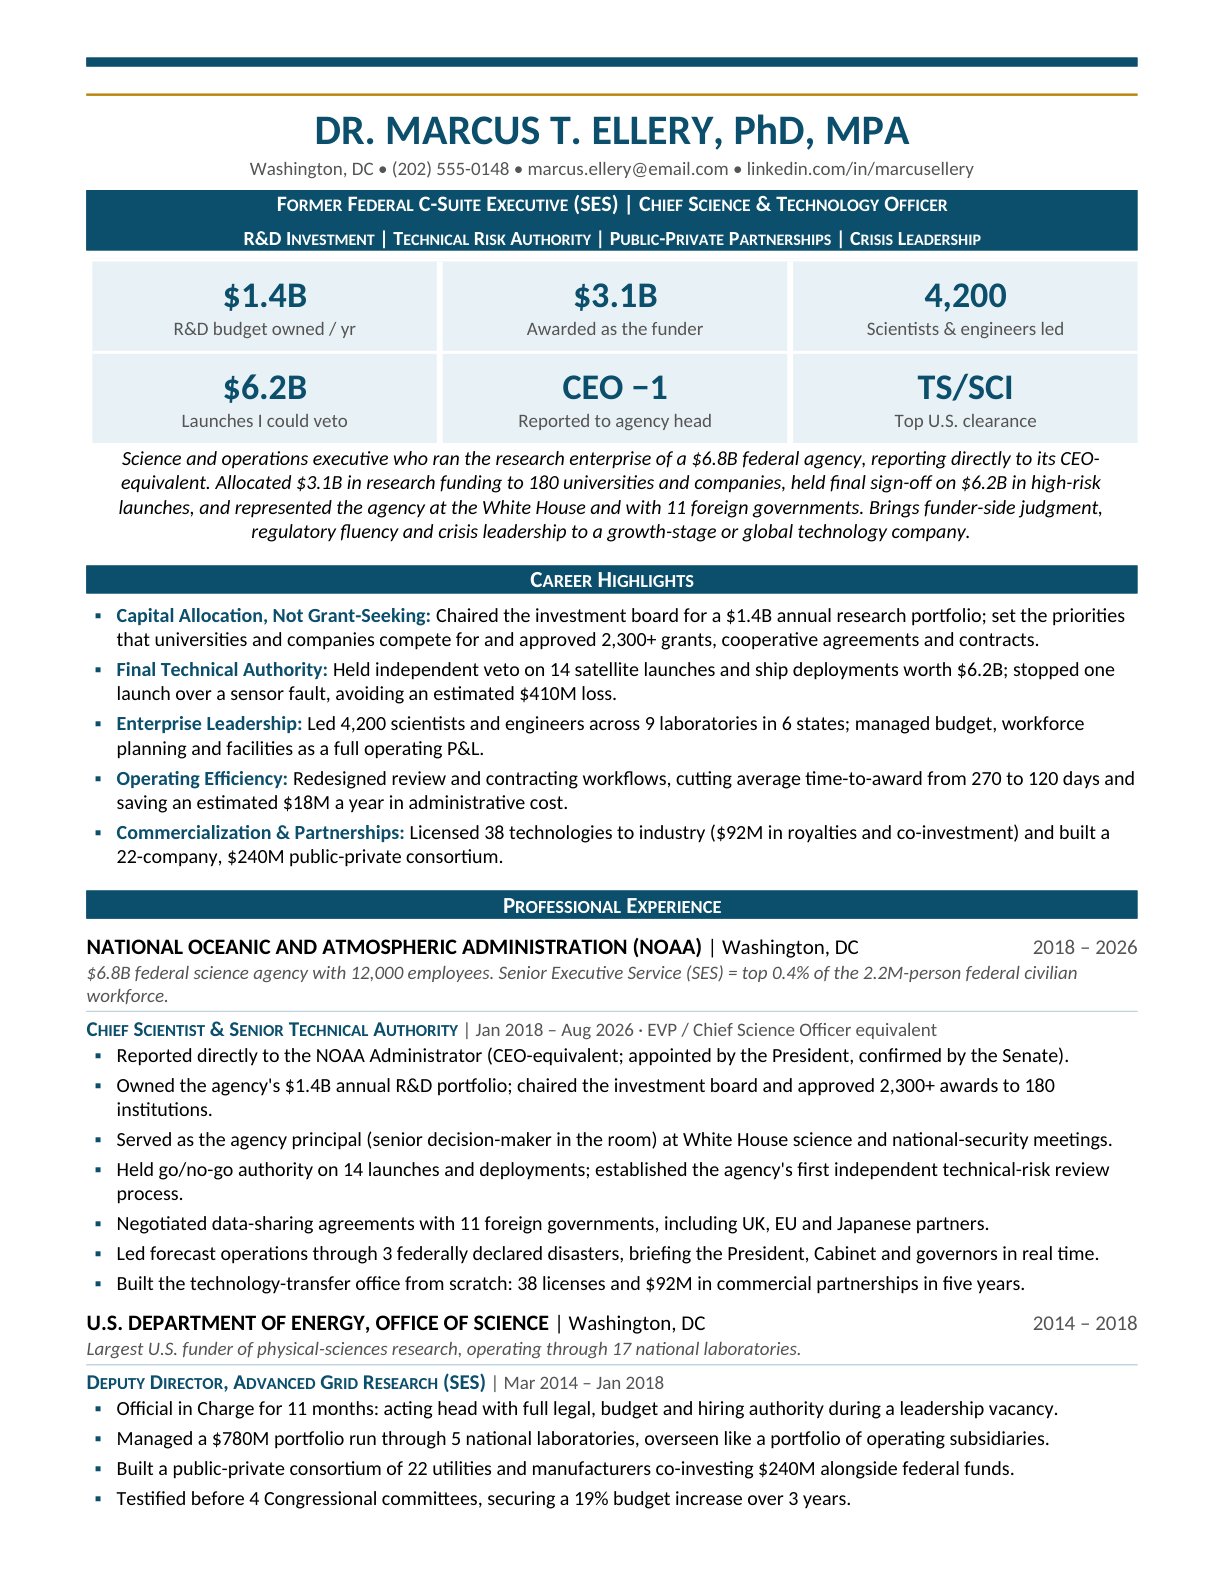 DR. MARCUS T. ELLERY, PhD, MPA
Washington, DC • (202) 555-0148 • marcus.ellery@email.com • linkedin.com/in/marcusellery
Former Federal C-Suite Executive (SES) | Chief Science & Technology Officer
R&D Investment | Technical Risk Authority | Public-Private Partnerships | Crisis Leadership
$1.4B $3.1B 4,200
R&D budget owned / yr Awarded as the funder Scientists & engineers led
$6.2B CEO −1 TS/SCI
Launches I could veto Reported to agency head Top U.S. clearance
Science and operations executive who ran the research enterprise of a $6.8B federal agency, reporting directly to its CEO-
equivalent. Allocated $3.1B in research funding to 180 universities and companies, held final sign-off on $6.2B in high-risk
launches, and represented the agency at the White House and with 11 foreign governments. Brings funder-side judgment,
regulatory fluency and crisis leadership to a growth-stage or global technology company.
Career Highlights
▪ Capital Allocation, Not Grant-Seeking: Chaired the investment board for a $1.4B annual research portfolio; set the priorities
that universities and companies compete for and approved 2,300+ grants, cooperative agreements and contracts.
▪ Final Technical Authority: Held independent veto on 14 satellite launches and ship deployments worth $6.2B; stopped one
launch over a sensor fault, avoiding an estimated $410M loss.
▪ Enterprise Leadership: Led 4,200 scientists and engineers across 9 laboratories in 6 states; managed budget, workforce
planning and facilities as a full operating P&L.
▪ Operating Efficiency: Redesigned review and contracting workflows, cutting average time-to-award from 270 to 120 days and
saving an estimated $18M a year in administrative cost.
▪ Commercialization & Partnerships: Licensed 38 technologies to industry ($92M in royalties and co-investment) and built a
22-company, $240M public-private consortium.
Professional Experience
NATIONAL OCEANIC AND ATMOSPHERIC ADMINISTRATION (NOAA) | Washington, DC 2018 – 2026
$6.8B federal science agency with 12,000 employees. Senior Executive Service (SES) = top 0.4% of the 2.2M-person federal civilian
workforce.
Chief Scientist & Senior Technical Authority | Jan 2018 – Aug 2026 · EVP / Chief Science Officer equivalent
▪ Reported directly to the NOAA Administrator (CEO-equivalent; appointed by the President, confirmed by the Senate).
▪ Owned the agency's $1.4B annual R&D portfolio; chaired the investment board and approved 2,300+ awards to 180
institutions.
▪ Served as the agency principal (senior decision-maker in the room) at White House science and national-security meetings.
▪ Held go/no-go authority on 14 launches and deployments; established the agency's first independent technical-risk review
process.
▪ Negotiated data-sharing agreements with 11 foreign governments, including UK, EU and Japanese partners.
▪ Led forecast operations through 3 federally declared disasters, briefing the President, Cabinet and governors in real time.
▪ Built the technology-transfer office from scratch: 38 licenses and $92M in commercial partnerships in five years.
U.S. DEPARTMENT OF ENERGY, OFFICE OF SCIENCE | Washington, DC 2014 – 2018
Largest U.S. funder of physical-sciences research, operating through 17 national laboratories.
Deputy Director, Advanced Grid Research (SES) | Mar 2014 – Jan 2018
▪ Official in Charge for 11 months: acting head with full legal, budget and hiring authority during a leadership vacancy.
▪ Managed a $780M portfolio run through 5 national laboratories, overseen like a portfolio of operating subsidiaries.
▪ Built a public-private consortium of 22 utilities and manufacturers co-investing $240M alongside federal funds.
▪ Testified before 4 Congressional committees, securing a 19% budget increase over 3 years.